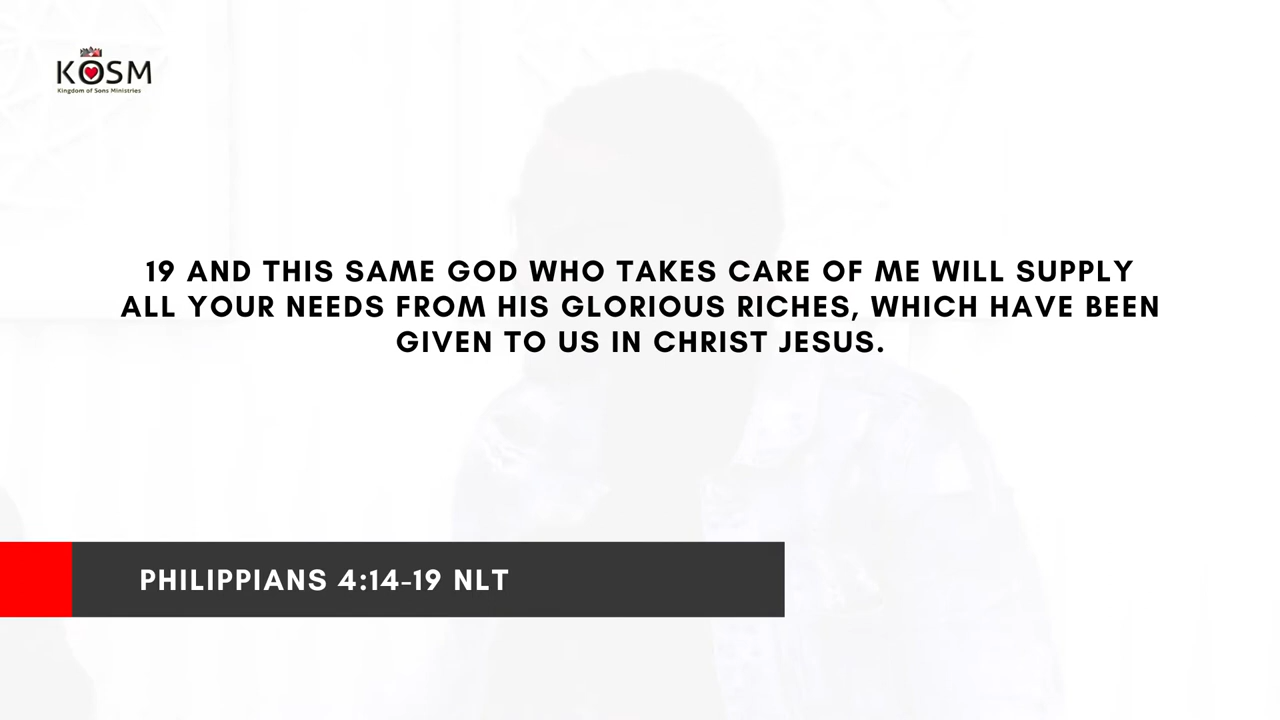 KOSM
Kingdom of Sons Ministries
19 AND THIS SAME GOD WHO TAKES CARE OF ME WILL SUPPLY
ALL YOUR NEEDS FROM HIS GLORIOUS RICHES, WHICH HAVE BEEN
GIVEN TO US IN CHRIST JESUS.
PHILIPPIANS 4:14-19 NLT